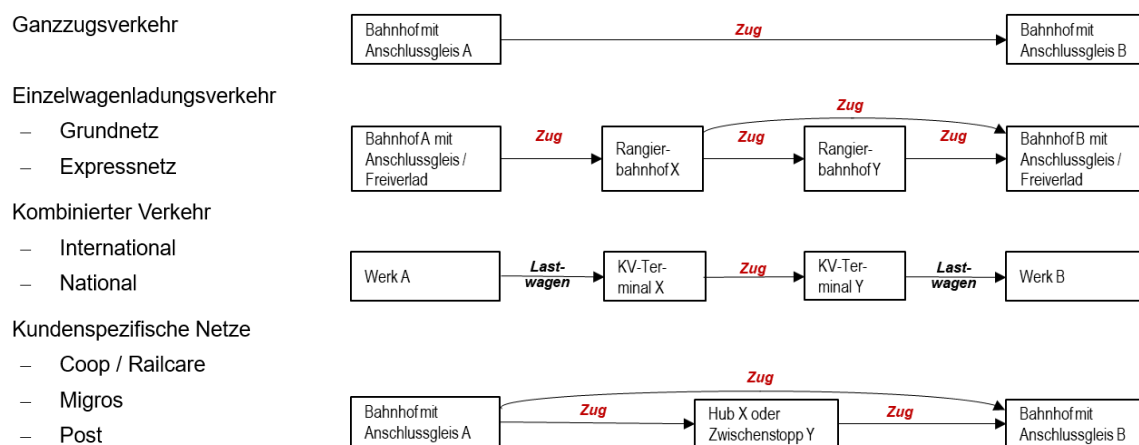 Ganzzugsverkehr
Bahnhof mit
Anschlussgleis A
Zug
Bahnhof mit
Anschlussgleis B
Einzelwagenladungsverkehr
– Grundnetz
– Expressnetz
Bahnhof A mit
Anschlussgleis /
Freiverlad
Zug
Rangier-
bahnhof X
Zug
Zug
Rangier-
bahnhof Y
Zug
Bahnhof B mit
Anschlussgleis /
Freiverlad
Kombinierter Verkehr
– International
– National
Werk A
Last-
wagen
KV-Ter-
minal X
Zug
KV-Ter-
minal Y
Last-
wagen
Werk B
Kundenspezifische Netze
– Coop / Railcare
– Migros
– Post
Bahnhof mit
Anschlussgleis A
Zug
Zug
Hub X oder
Zwischenstopp Y
Zug
Bahnhof mit
Anschlussgleis B